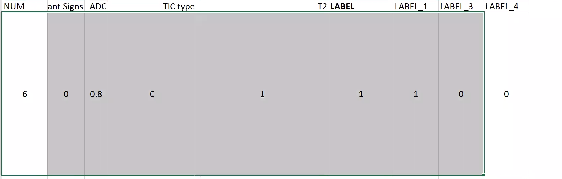 NUM ant Signs ADC TIC type T2 LABEL LABEL_1 LABEL_3 LABEL_4
6 0 0.8 C 1 1 1 0 0